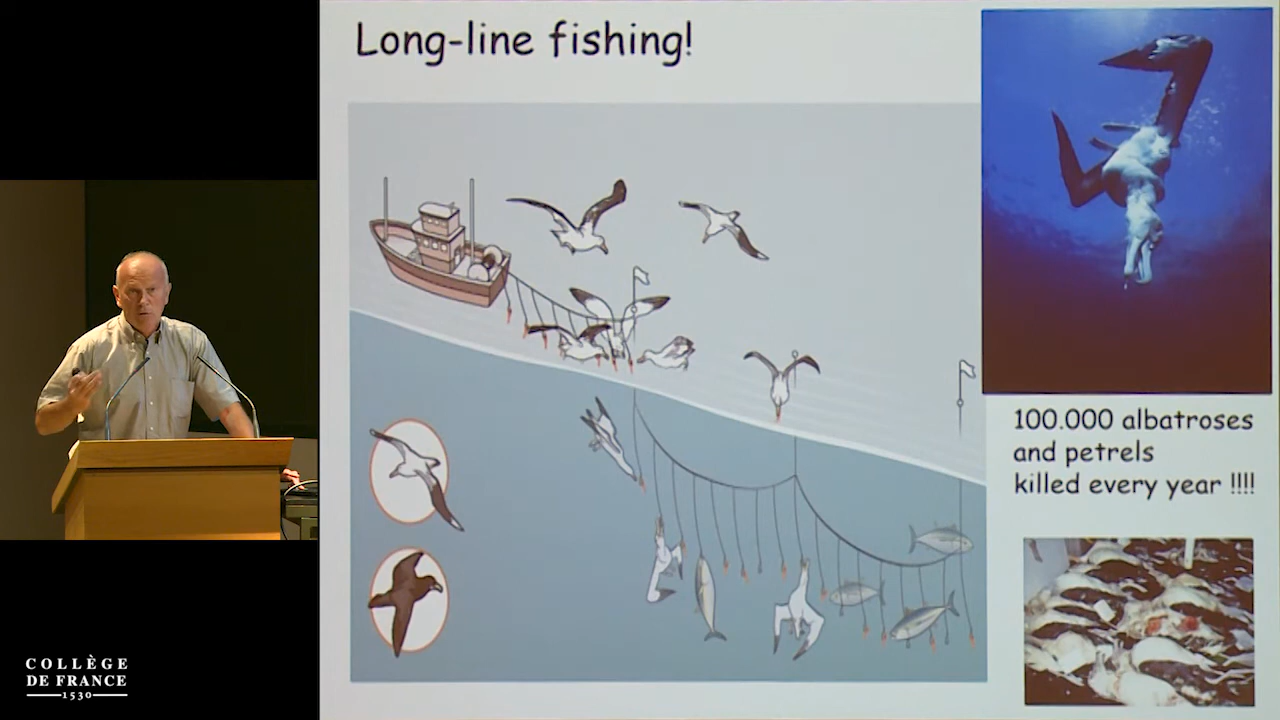 Long-line fishing!
100.000 albatroses
and petrels
killed every year !!!!
COLLÈGE
DE FRANCE
1530